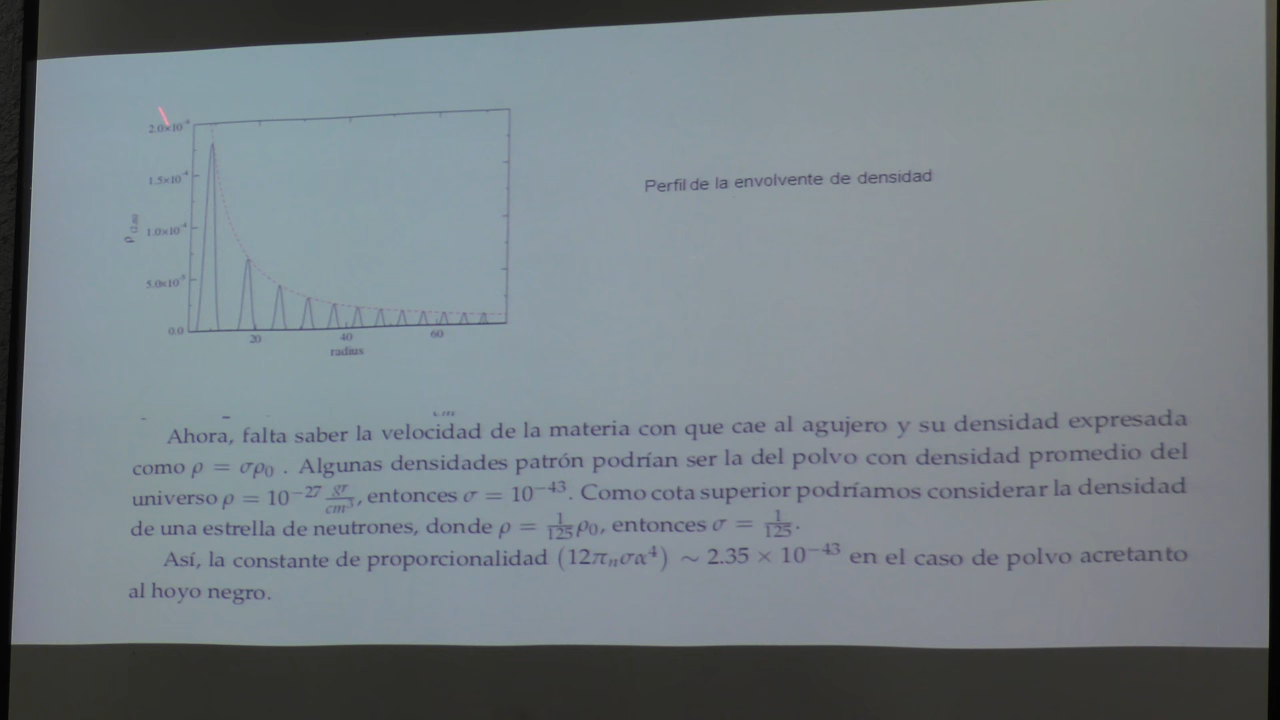 2.0×10⁻⁴
1.5×10⁻⁴
1.0×10⁻⁴
5.0×10⁻⁵
0.0
20
40
60
radius
Perfil de la envolvente de densidad
Ahora, falta saber la velocidad de la materia con que cae al agujero y su densidad expresada
como ρ = σρ₀ . Algunas densidades patrón podrían ser la del polvo con densidad promedio del
universo ρ = 10⁻²⁷ gr/cm³, entonces σ = 10⁻⁴³. Como cota superior podríamos considerar la densidad
de una estrella de neutrones, donde ρ = 1/125 ρ₀, entonces σ = 1/125.
Así, la constante de proporcionalidad (12πₙσα⁴) ∼ 2.35 × 10⁻⁴³ en el caso de polvo acretanto
al hoyo negro.